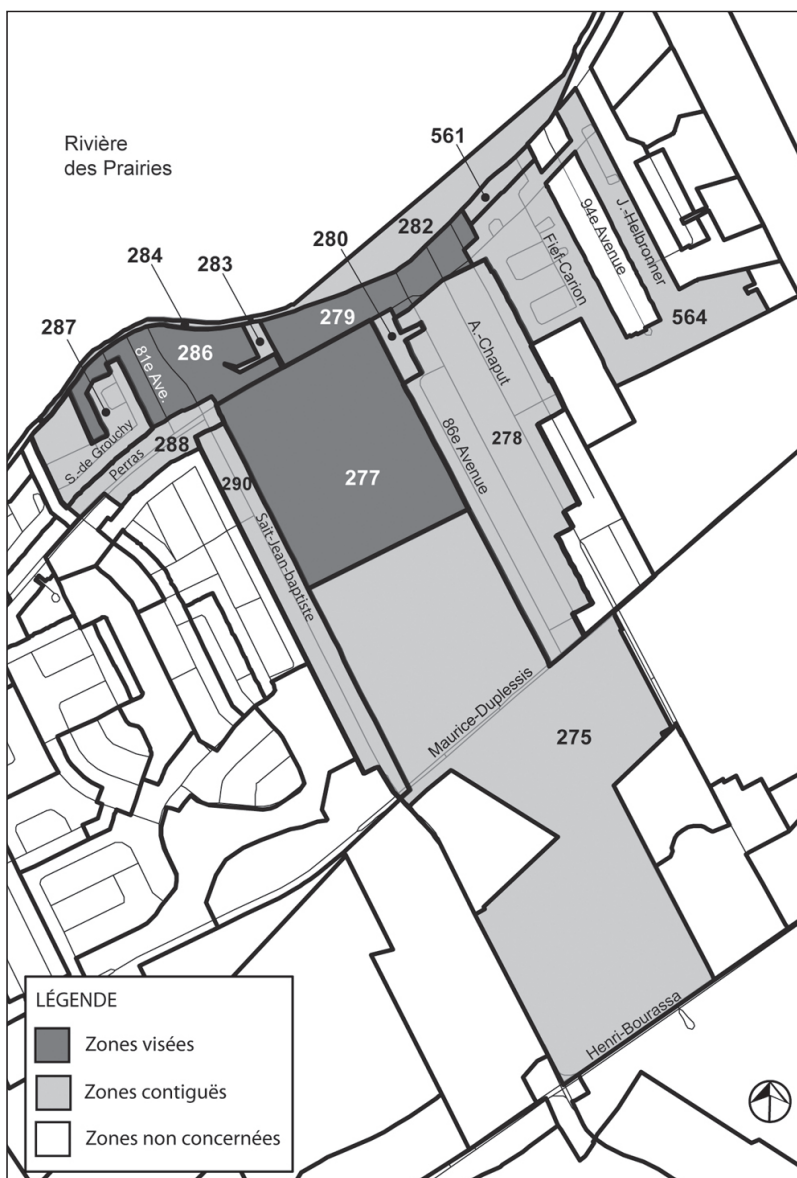 Rivière
des Prairies
561
282
280
283
284
279
287
286
81e Ave.
S.-de Grouchy
Perras
288
290
277
Sait-Jean-baptiste
86e Avenue
A.-Chaput
278
Fief-Carion
94e Avenue
J.-Helbronner
564
Maurice-Duplessis
275
Henri-Bourassa
LÉGENDE
Zones visées
Zones contiguës
Zones non concernées